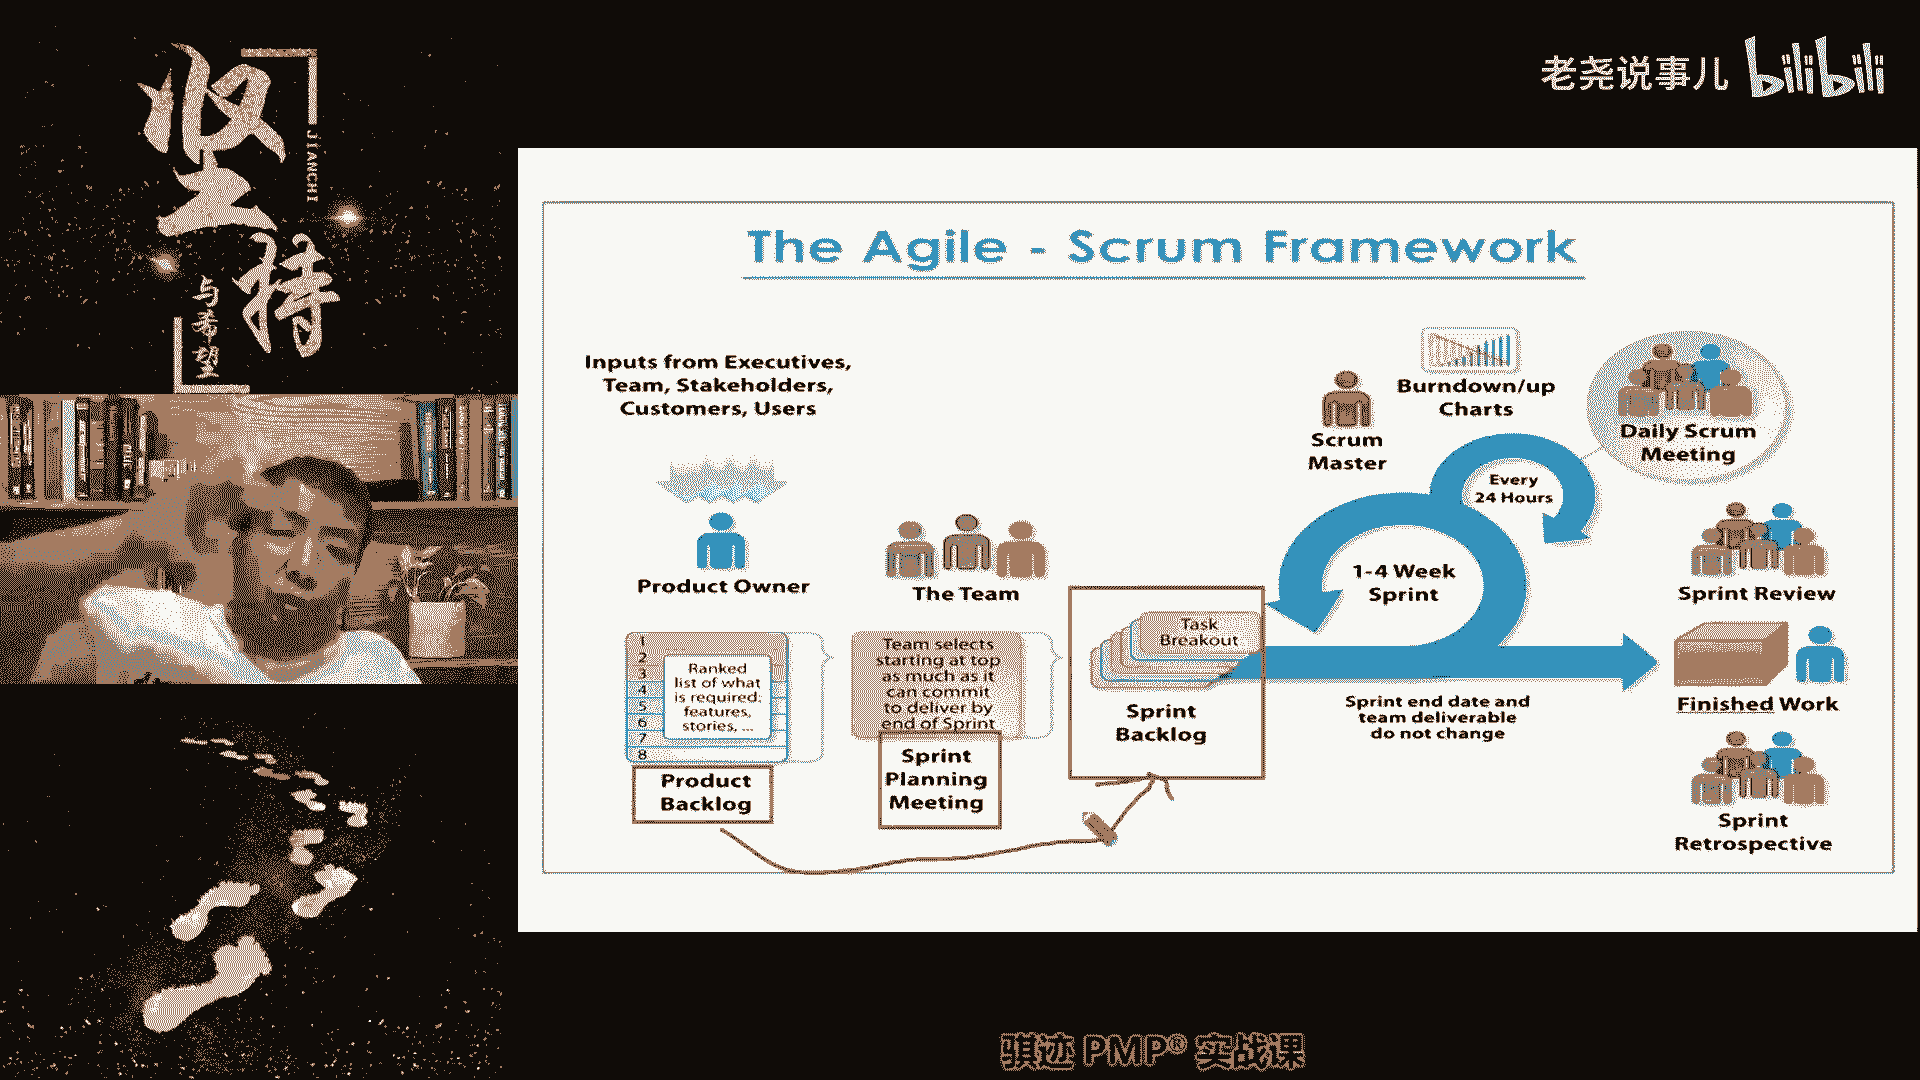 坚持
JIANCHI
与希望
老尧说事儿 bilibili
The Agile - Scrum Framework
Inputs from Executives,
Team, Stakeholders,
Customers, Users
Product Owner
The Team
1
2
3
4
5
6
7
8
Ranked
list of what
is required:
features,
stories, ...
Product
Backlog
Team selects
starting at top
as much as it
can commit
to deliver by
end of Sprint
Sprint
Planning
Meeting
Task
Breakout
Sprint
Backlog
Scrum
Master
Burndown/up
Charts
Every
24 Hours
1-4 Week
Sprint
Sprint end date and
team deliverable
do not change
Daily Scrum
Meeting
Sprint Review
Finished Work
Sprint
Retrospective
骐迹 PMP® 实战课